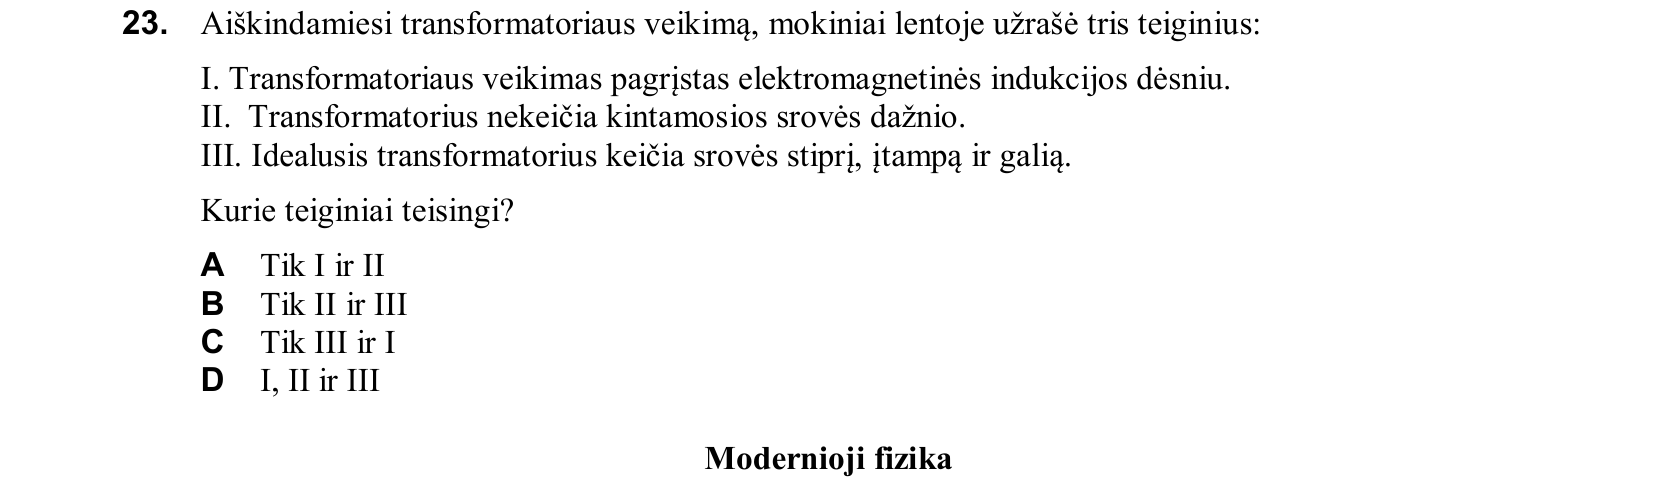 23. Aiškindamiesi transformatoriaus veikimą, mokiniai lentoje užrašė tris teiginius:
I. Transformatoriaus veikimas pagrįstas elektromagnetinės indukcijos dėsniu.
II. Transformatorius nekeičia kintamosios srovės dažnio.
III. Idealusis transformatorius keičia srovės stiprį, įtampą ir galią.
Kurie teiginiai teisingi?
A Tik I ir II
B Tik II ir III
C Tik III ir I
D I, II ir III
Modernioji fizika